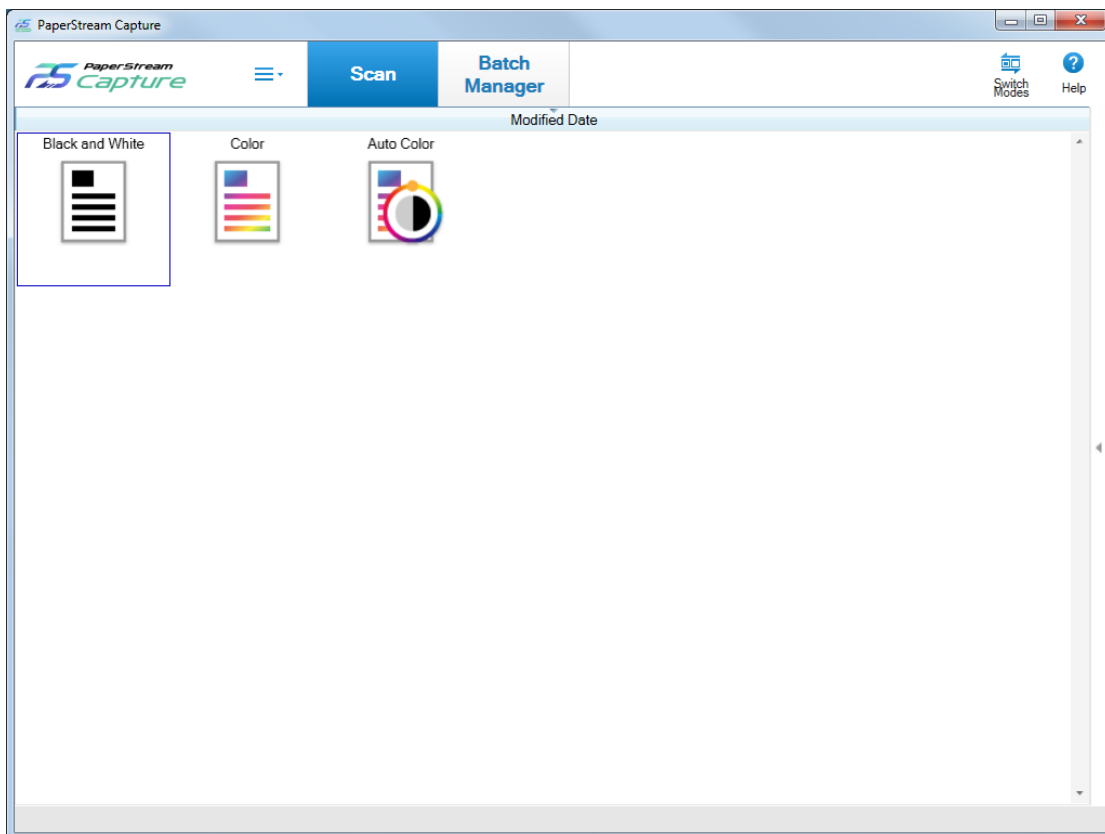 PaperStream Capture
PaperStream
Capture
Scan
Batch
Manager
Switch
Modes
Help
Modified Date
Black and White
Color
Auto Color